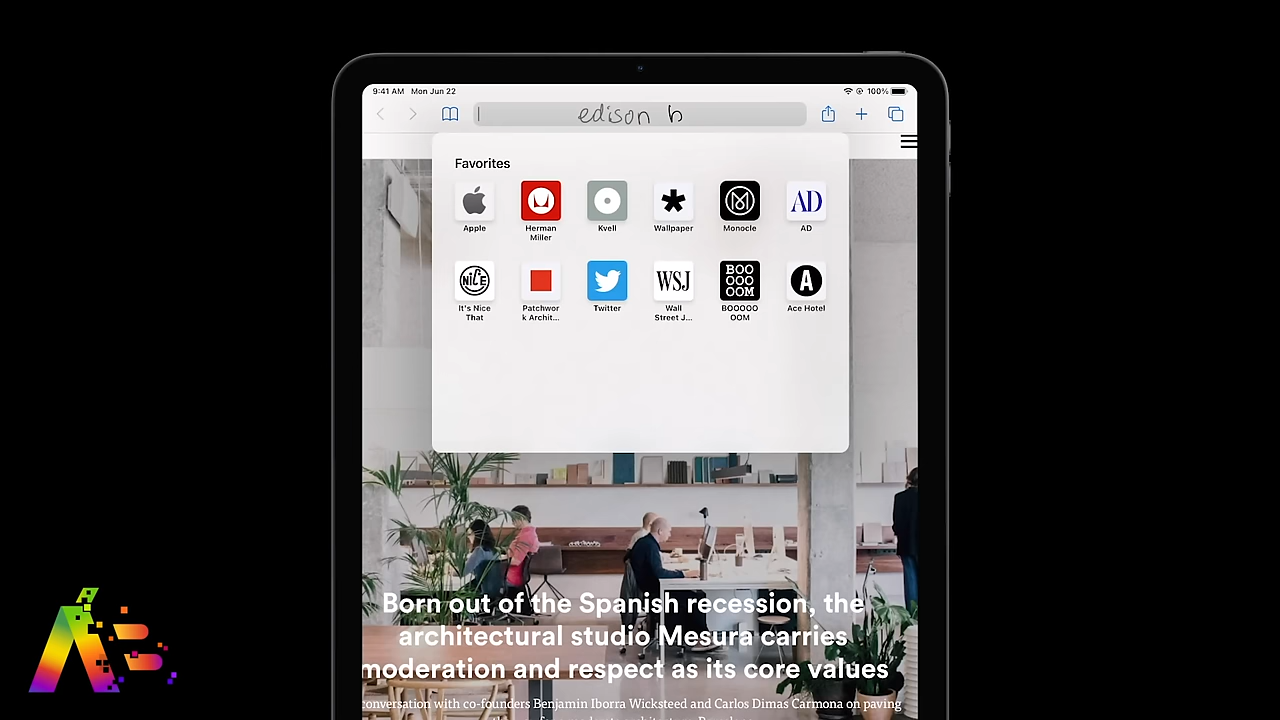 9:41 AM Mon Jun 22
100%
edison b
Favorites
Apple
Herman
Miller
Kvell
Wallpaper
Monocle
AD
AD
NICE
It's Nice
That
Patchwor
k Archit...
Twitter
WSJ
Wall
Street J...
BOO
OOO
OOM
BOOOOO
OOM
A
Ace Hotel
Born out of the Spanish recession, the
architectural studio Mesura carries
moderation and respect as its core values
conversation with co-founders Benjamin Iborra Wicksteed and Carlos Dimas Carmona on paving